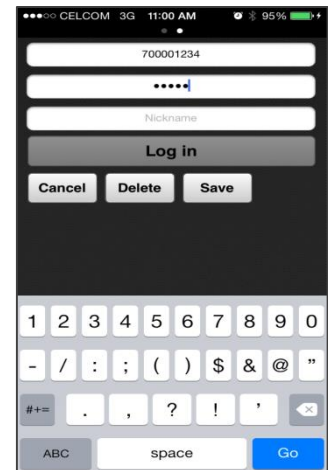 ●●●○○ CELCOM 3G 11:00 AM 95%
700001234
•••••
Nickname
Log in
Cancel Delete Save
1 2 3 4 5 6 7 8 9 0
- / : ; ( ) $ & @ "
#+= . , ? ! '
ABC space Go